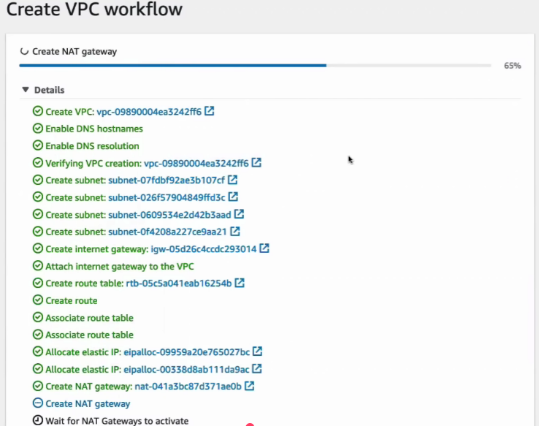 Create VPC workflow
Create NAT gateway
65%
Details
Create VPC: vpc-09890004ea3242ff6
Enable DNS hostnames
Enable DNS resolution
Verifying VPC creation: vpc-09890004ea3242ff6
Create subnet: subnet-07fdbf92ae3b107cf
Create subnet: subnet-026f57904849ffd3c
Create subnet: subnet-0609534e2d42b3aad
Create subnet: subnet-0f4208a227ce9aa21
Create internet gateway: igw-05d26c4ccdc293014
Attach internet gateway to the VPC
Create route table: rtb-05c5a041eab16254b
Create route
Associate route table
Associate route table
Allocate elastic IP: eipalloc-09959a20e765027bc
Allocate elastic IP: eipalloc-00338d8ab111da9ac
Create NAT gateway: nat-041a3bc87d371ae0b
Create NAT gateway
Wait for NAT Gateways to activate